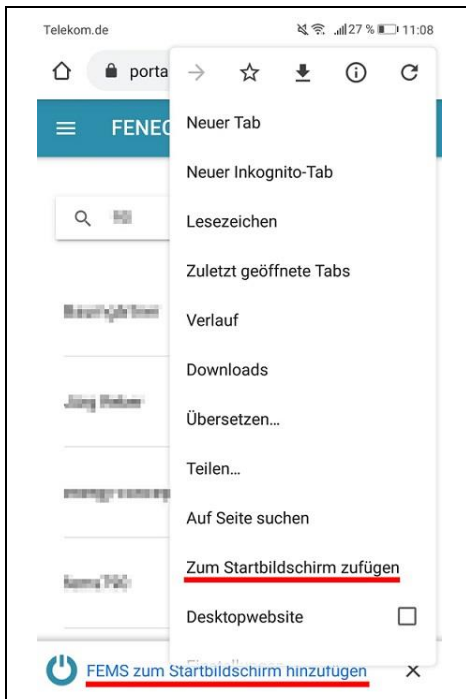 Telekom.de 27 % 11:08
porta
FENEC
Neuer Tab
Neuer Inkognito-Tab
Lesezeichen
Zuletzt geöffnete Tabs
Verlauf
Downloads
Übersetzen…
Teilen…
Auf Seite suchen
Zum Startbildschirm zufügen
Desktopwebsite
FEMS zum Startbildschirm hinzufügen